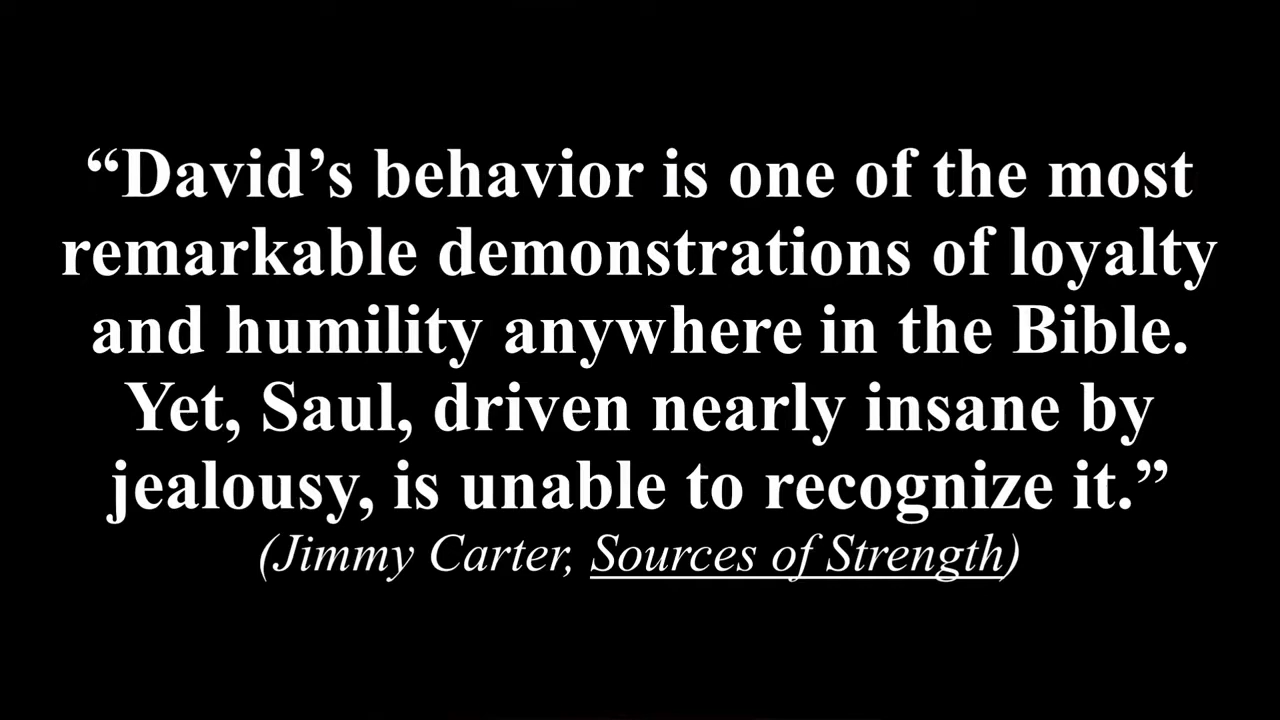 “David’s behavior is one of the most
remarkable demonstrations of loyalty
and humility anywhere in the Bible.
Yet, Saul, driven nearly insane by
jealousy, is unable to recognize it.”
(Jimmy Carter, Sources of Strength)